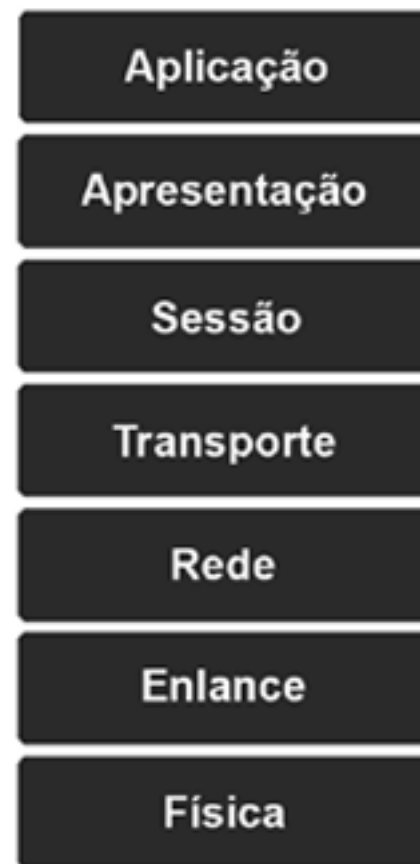 Aplicação
Apresentação
Sessão
Transporte
Rede
Enlance
Física